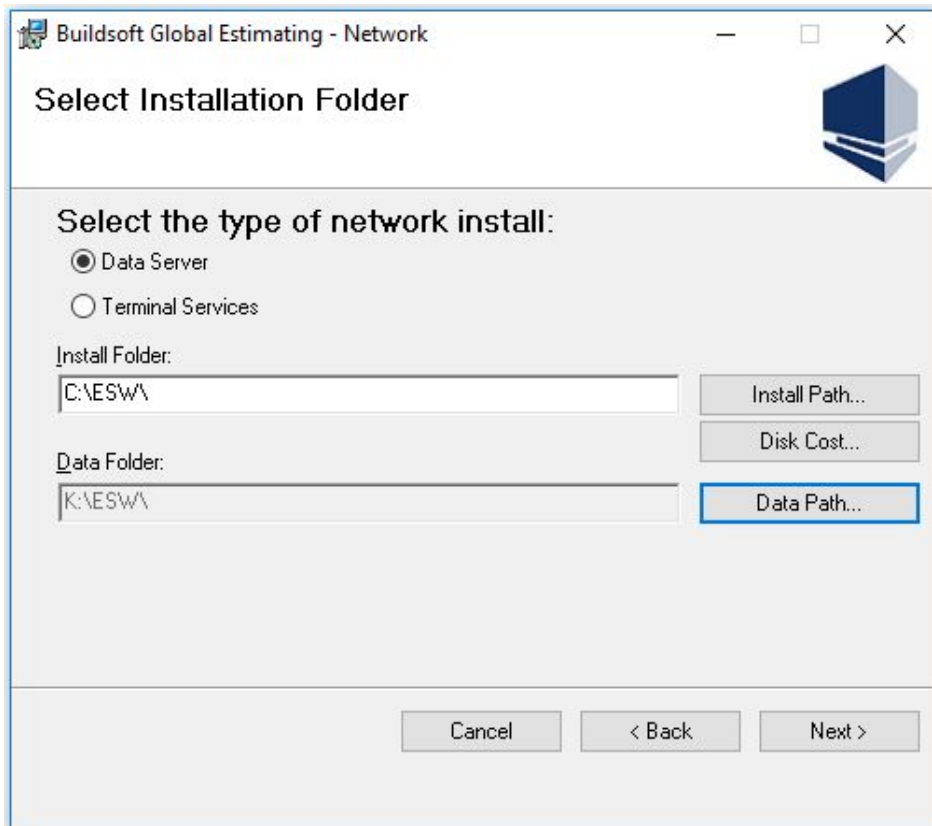 Buildsoft Global Estimating - Network
Select Installation Folder
Select the type of network install:
Data Server
Terminal Services
Install Folder:
C:\ESW\
Install Path...
Disk Cost...
Data Folder:
K:\ESW\
Data Path...
Cancel
< Back
Next >